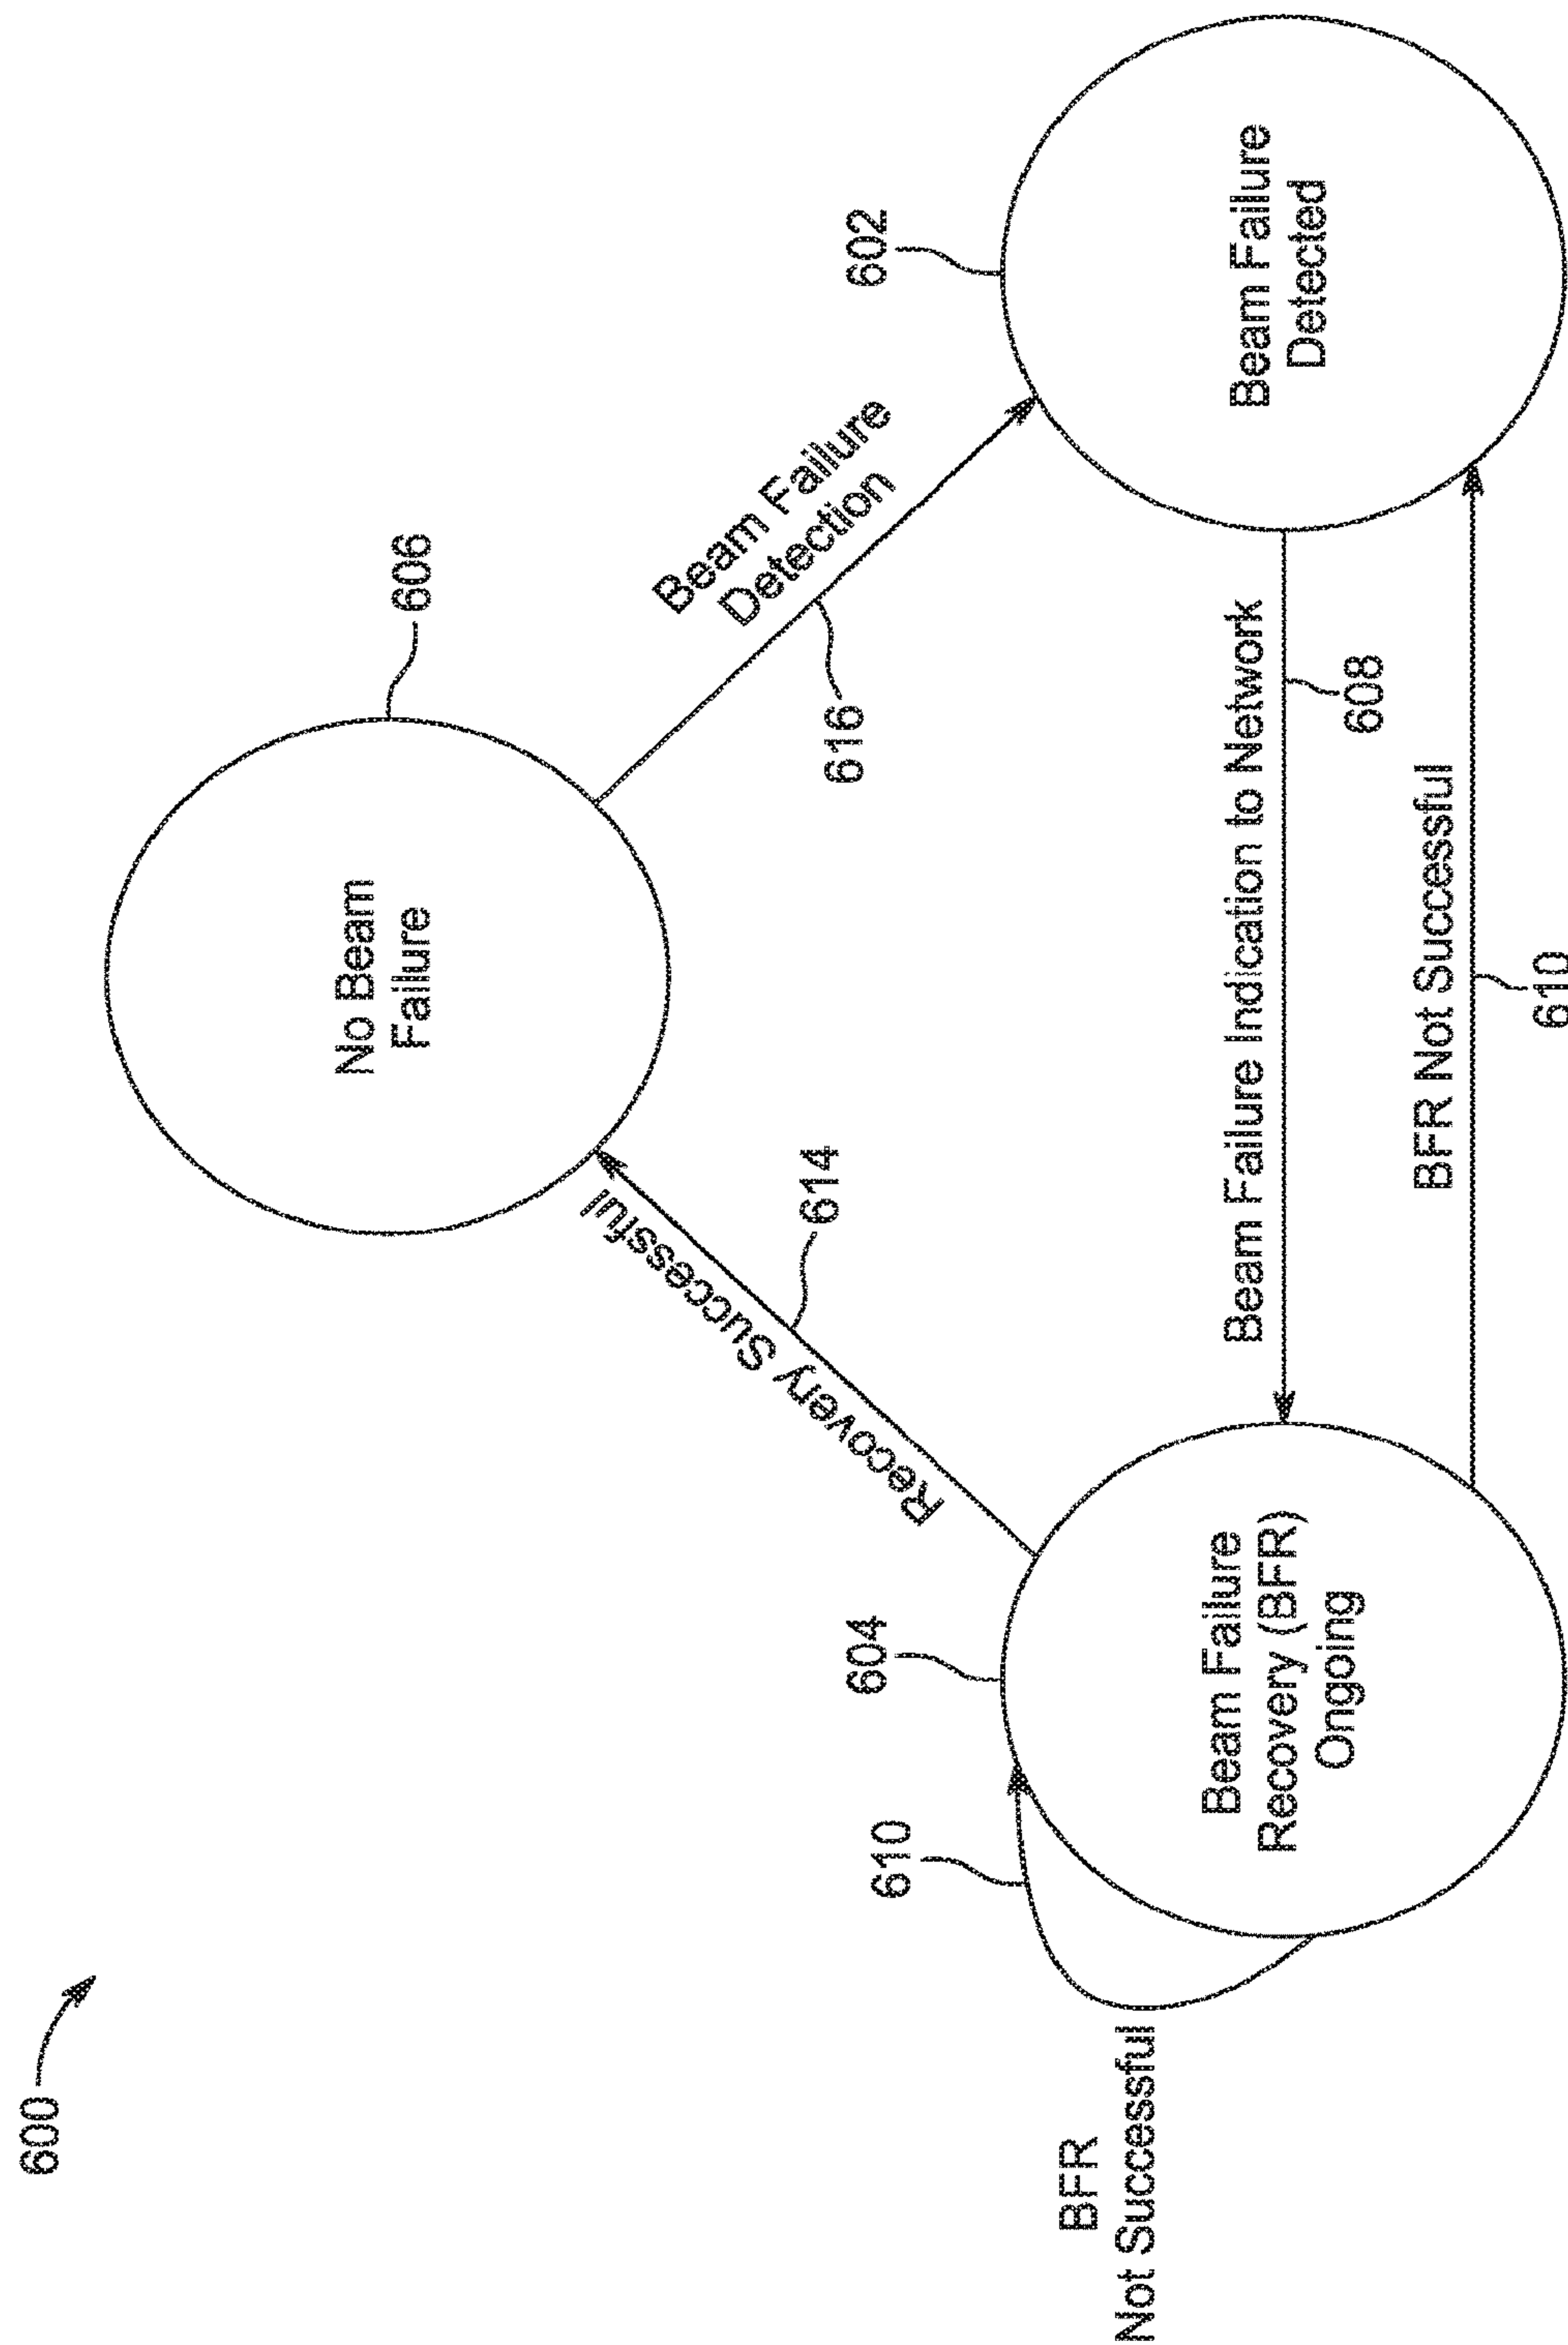 600
606
No Beam
Failure
Recovery Successful
614
Beam Failure
Detection
616
604
Beam Failure
Recovery (BFR)
Ongoing
610
BFR
Not Successful
602
Beam Failure
Detected
Beam Failure Indication to Network
608
BFR Not Successful
610